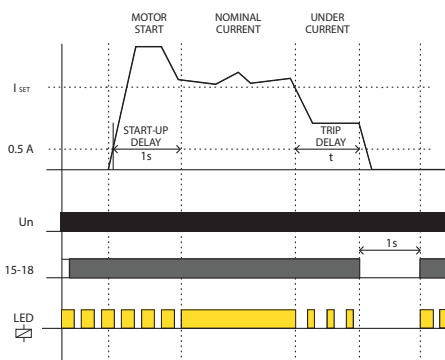 MOTOR START
NOMINAL CURRENT
UNDER CURRENT
I SET
START-UP DELAY
1s
TRIP DELAY
t
0.5 A
Un
1s
15-18
LED